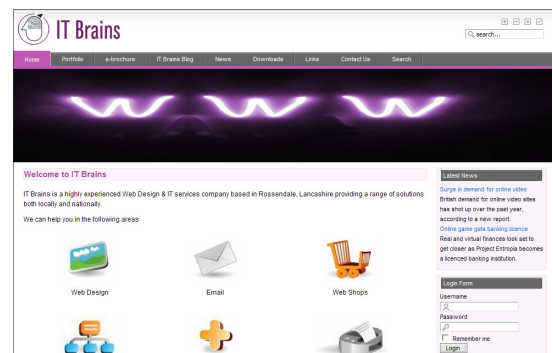 IT Brains
search...
Home Portfolio e-brochure IT Brains Blog News Downloads Links Contact Us Search
www
Welcome to IT Brains
IT Brains is a highly experienced Web Design & IT services company based in Rossendale, Lancashire providing a range of solutions
both locally and nationally.
We can help you in the following areas
Web Design Email Web Shops
Latest News
Surge in demand for online video
British demand for online video sites
has shot up over the past year,
according to a new report.
Online game gets banking licence
Real and virtual finances look set to
get closer as Project Entropia becomes
a licenced banking institution.
Login Form
Username
Password
Remember me
Login